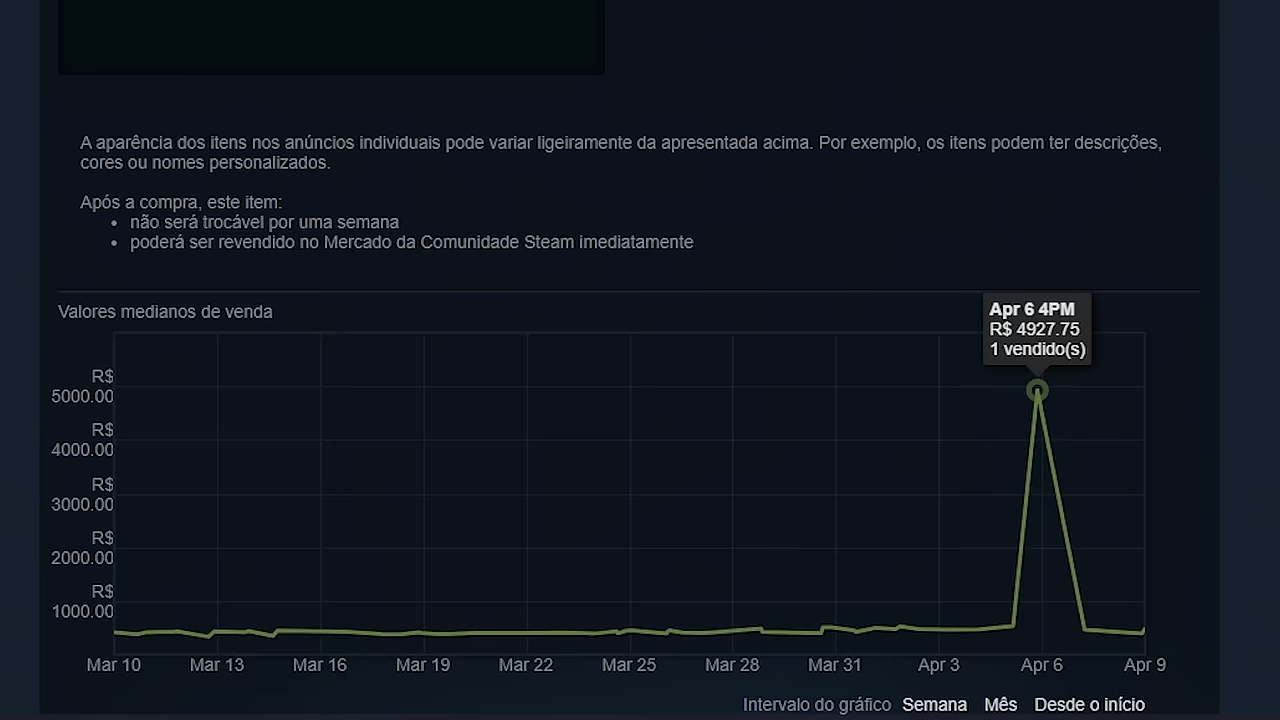 A aparência dos itens nos anúncios individuais pode variar ligeiramente da apresentada acima. Por exemplo, os itens podem ter descrições,
cores ou nomes personalizados.
Após a compra, este item:
• não será trocável por uma semana
• poderá ser revendido no Mercado da Comunidade Steam imediatamente
Valores medianos de venda
Apr 6 4PM
R$ 4927.75
1 vendido(s)
R$
5000.00
R$
4000.00
R$
3000.00
R$
2000.00
R$
1000.00
Mar 10 Mar 13 Mar 16 Mar 19 Mar 22 Mar 25 Mar 28 Mar 31 Apr 3 Apr 6 Apr 9
Intervalo do gráfico Semana Mês Desde o início